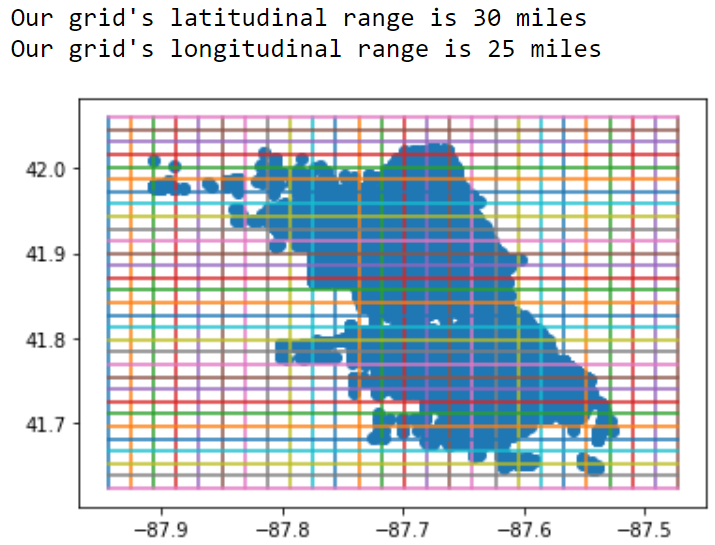 Our grid's latitudinal range is 30 miles
Our grid's longitudinal range is 25 miles
42.0
41.9
41.8
41.7
−87.9 −87.8 −87.7 −87.6 −87.5